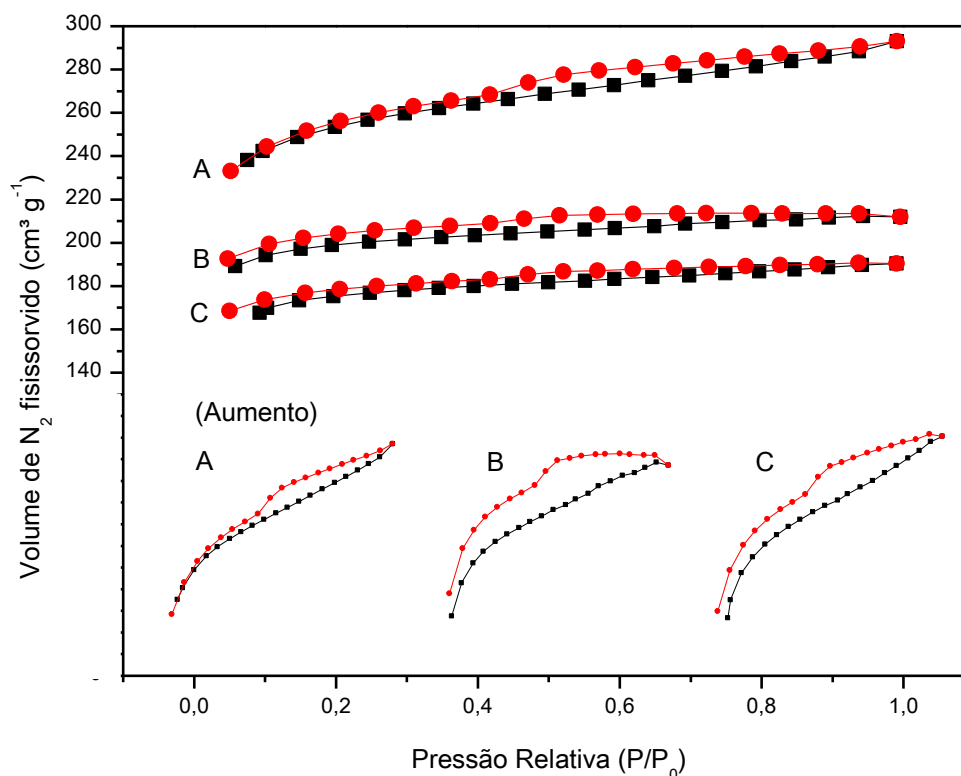 Volume de N₂ fisissorvido (cm³ g⁻¹)
300
280
260
240
220
200
180
160
140
A
B
C
(Aumento)
A
B
C
0,0
0,2
0,4
0,6
0,8
1,0
Pressão Relativa (P/P₀)